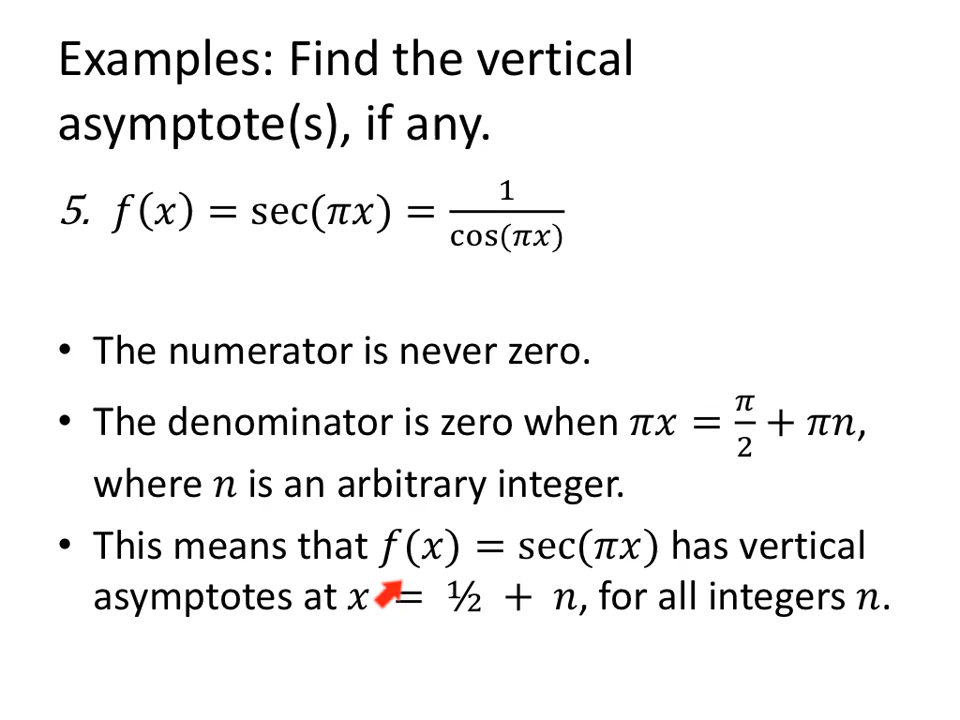 Examples: Find the vertical
asymptote(s), if any.
5. f(x) = sec(πx) = 1/cos(πx)
• The numerator is never zero.
• The denominator is zero when πx = π/2 + πn,
where n is an arbitrary integer.
• This means that f(x) = sec(πx) has vertical
asymptotes at x = ½ + n, for all integers n.